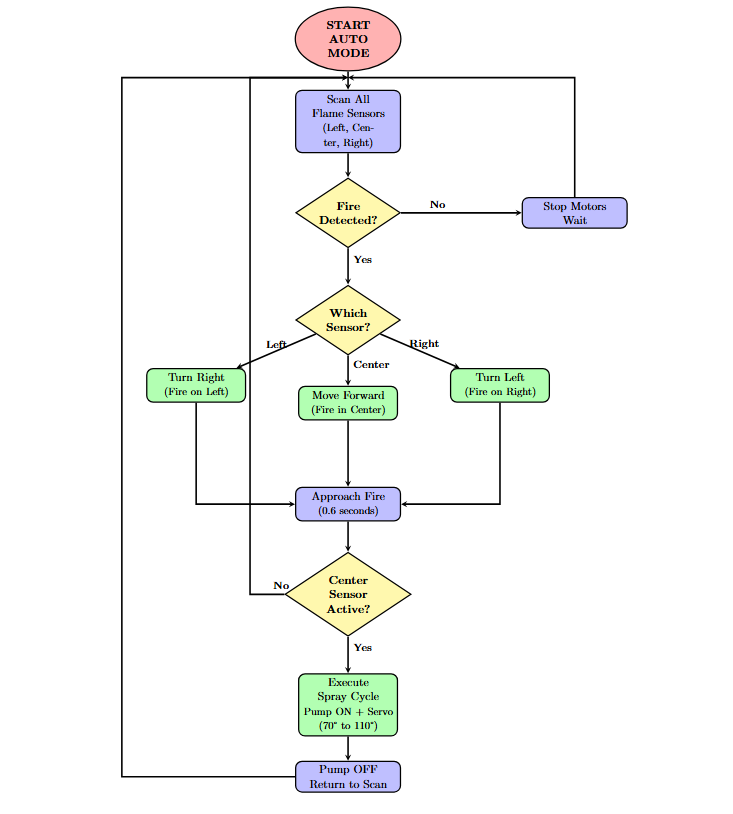 START
AUTO
MODE
Scan All
Flame Sensors
(Left, Cen-
ter, Right)
Fire
Detected?
No
Stop Motors
Wait
Yes
Which
Sensor?
Left
Right
Center
Turn Right
(Fire on Left)
Move Forward
(Fire in Center)
Turn Left
(Fire on Right)
Approach Fire
(0.6 seconds)
Center
Sensor
Active?
No
Yes
Execute
Spray Cycle
Pump ON + Servo
(70° to 110°)
Pump OFF
Return to Scan